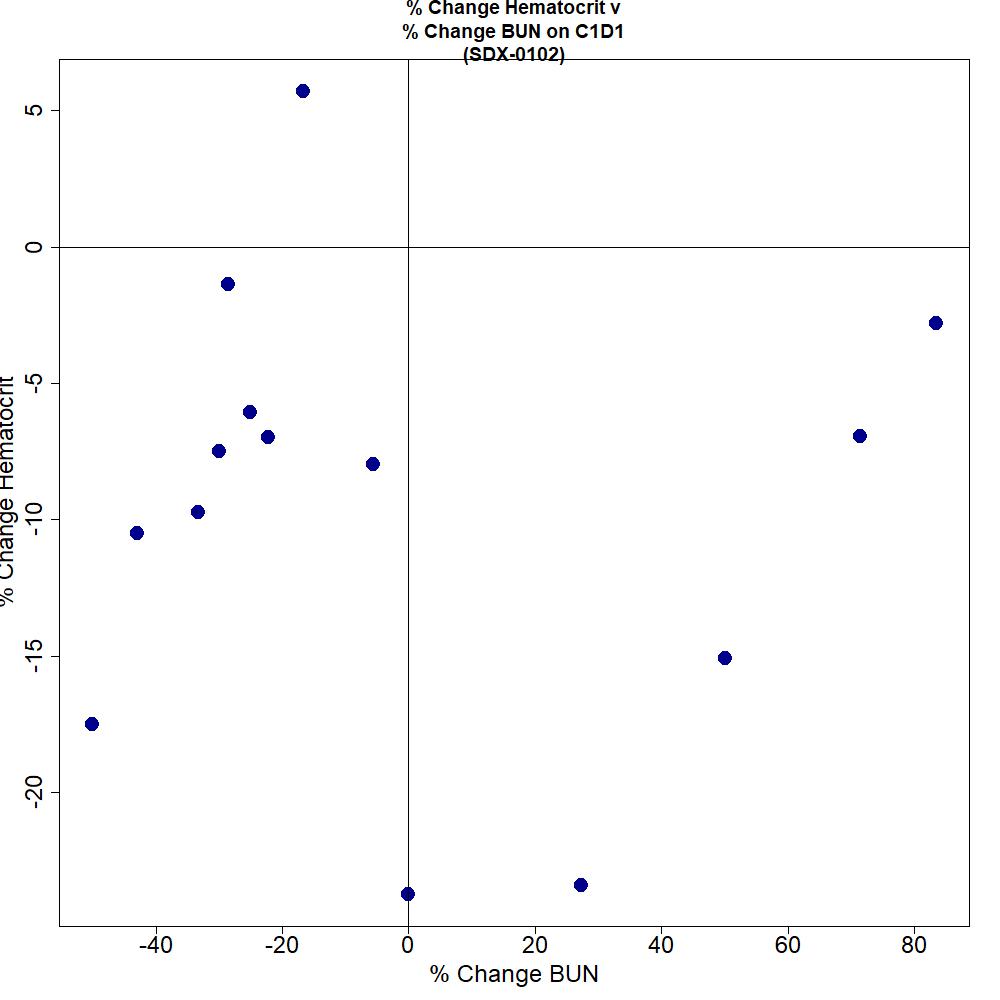 % Change Hematocrit v
% Change BUN on C1D1
(SDX-0102)
% Change Hematocrit
5
0
-5
-10
-15
-20
-40 -20 0 20 40 60 80
% Change BUN